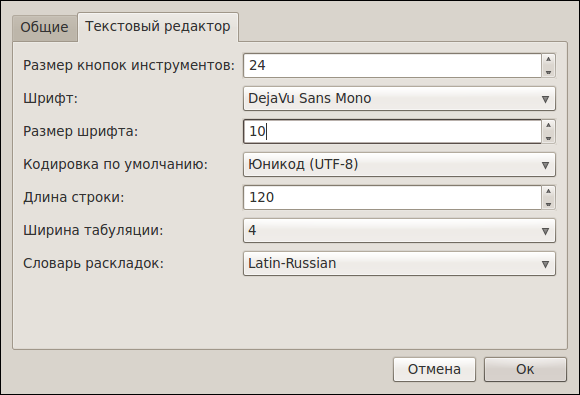 Общие Текстовый редактор
Размер кнопок инструментов: 24
Шрифт: DejaVu Sans Mono
Размер шрифта: 10
Кодировка по умолчанию: Юникод (UTF-8)
Длина строки: 120
Ширина табуляции: 4
Словарь раскладок: Latin-Russian
Отмена Ок